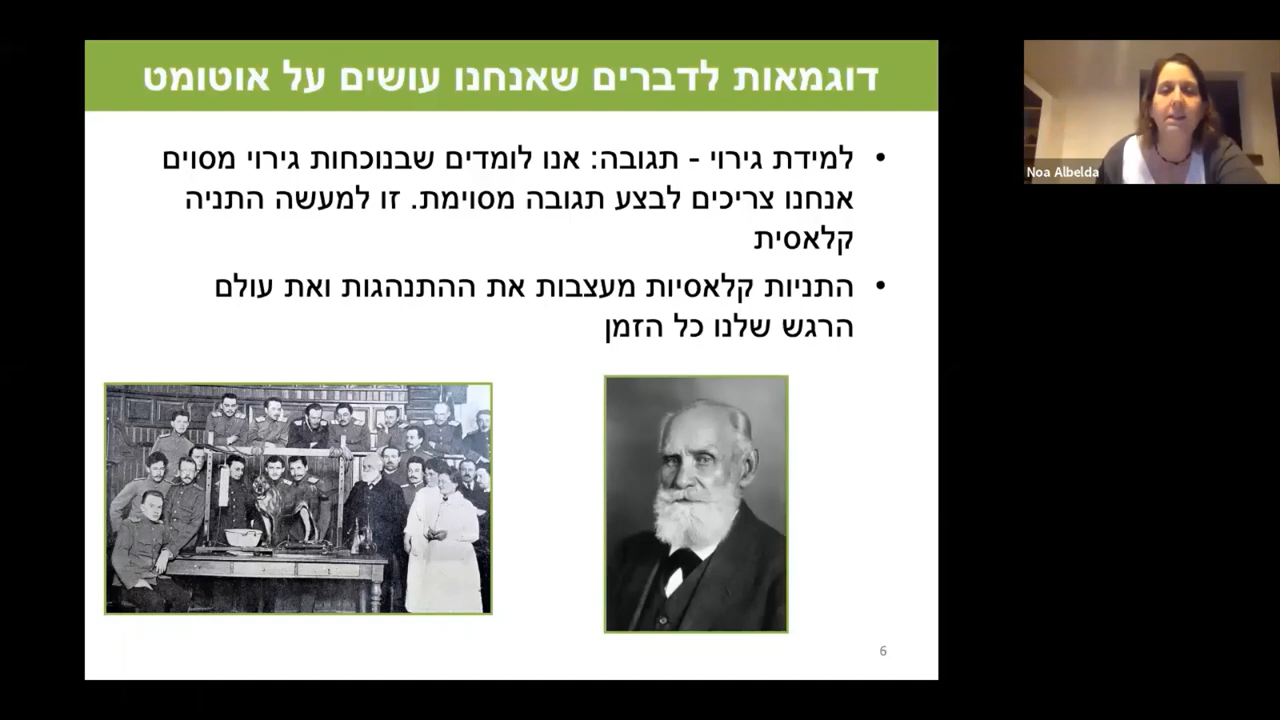 דוגמאות לדברים שאנחנו עושים על אוטומט
• למידת גירוי - תגובה: אנו לומדים שבנוכחות גירוי מסוים
אנחנו צריכים לבצע תגובה מסוימת. זו למעשה התניה
קלאסית
• התניות קלאסיות מעצבות את ההתנהגות ואת עולם
הרגש שלנו כל הזמן
6
Noa Albelda